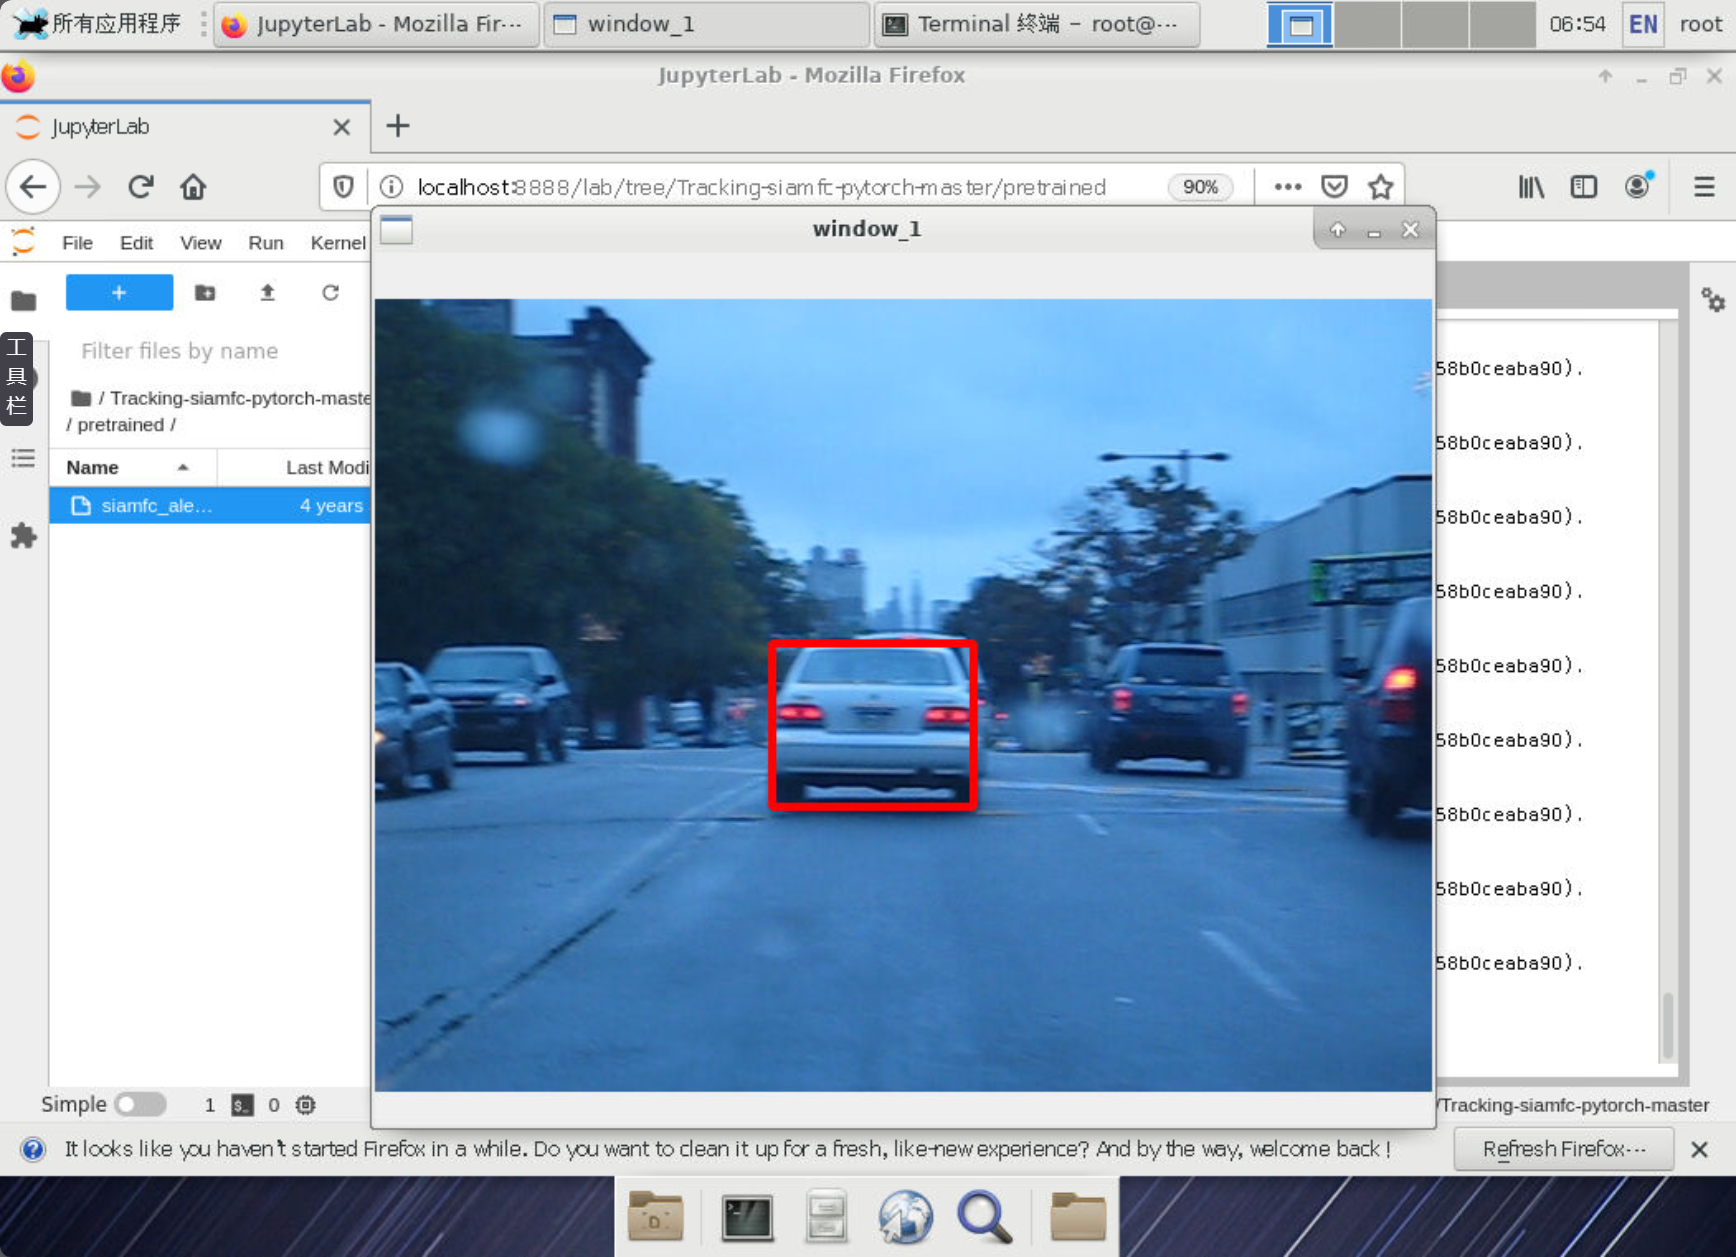 所有应用程序
JupyterLab - Mozilla Fir···
window_1
Terminal 终端 - root@···
06:54
EN
root
JupyterLab - Mozilla Firefox
JupyterLab
localhost:8888/lab/tree/Tracking-siamfc-pytorch-master/pretrained
90%
window_1
File
Edit
View
Run
Kernel
+
工具栏
Filter files by name
/ Tracking-siamfc-pytorch-maste
/ pretrained /
Name
Last Modi
siamfc_ale...
4 years
58b0ceaba90).
58b0ceaba90).
58b0ceaba90).
58b0ceaba90).
58b0ceaba90).
58b0ceaba90).
58b0ceaba90).
58b0ceaba90).
58b0ceaba90).
Simple
1
0
/Tracking-siamfc-pytorch-master
It looks like you haven't started Firefox in a while. Do you want to clean it up for a fresh, like-new experience? And by the way, welcome back!
Refresh Firefox···